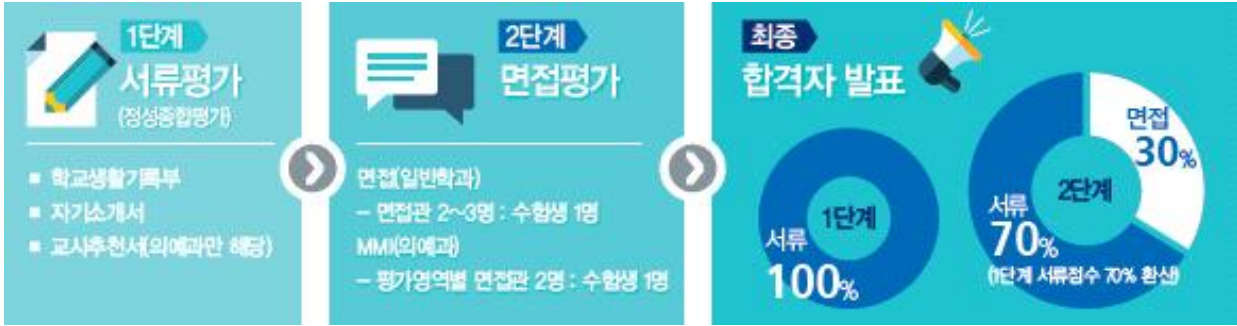 1단계
서류평가
(정성종합평가)
■ 학교생활기록부
■ 자기소개서
■ 교사추천서(의예과만 해당)
2단계
면접평가
면접(일반학과)
– 면접관 2~3명 : 수험생 1명
MMI(의예과)
– 평가영역별 면접관 2명 : 수험생 1명
최종
합격자 발표
1단계
서류
100%
면접
30%
2단계
서류
70%
(1단계 서류점수 70% 환산)